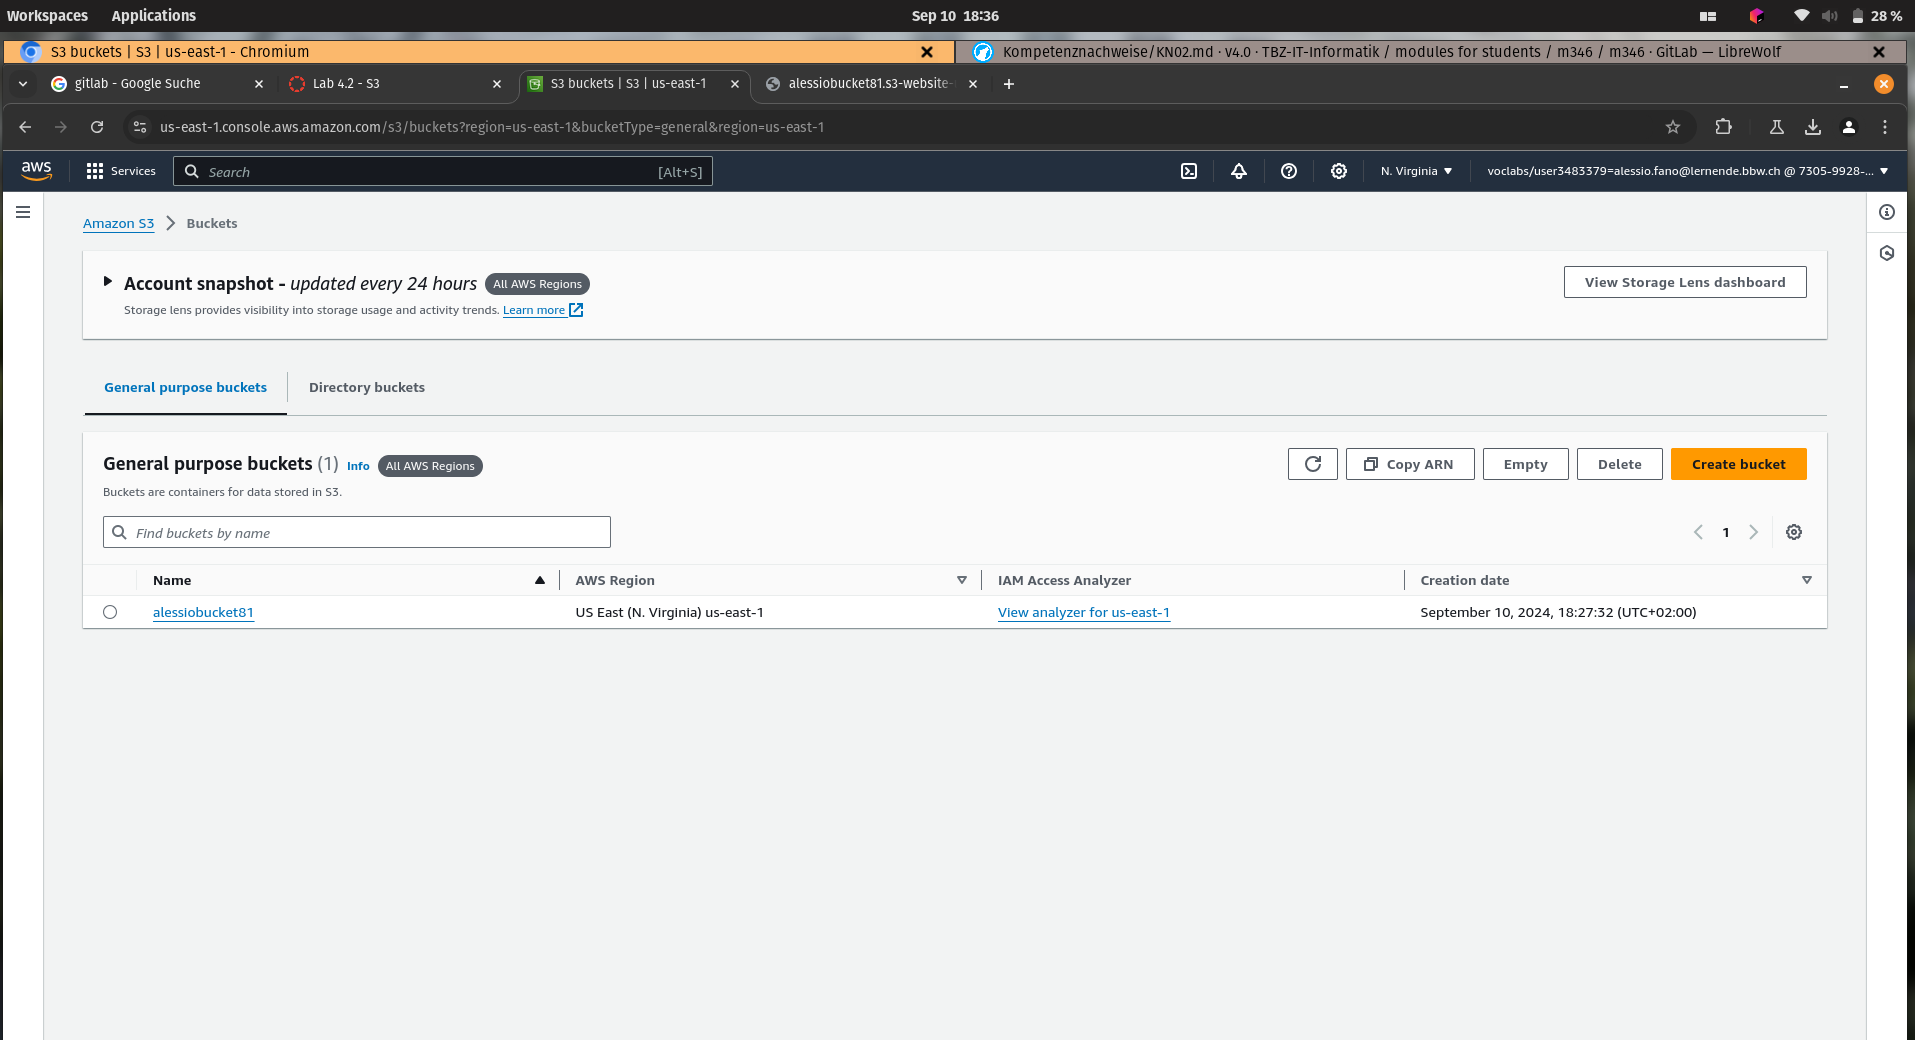 Workspaces Applications Sep 10 18:36 28 %
S3 buckets | S3 | us-east-1 - Chromium Kompetenznachweise/KN02.md · v4.0 · TBZ-IT-Informatik / modules for students / m346 / m346 · GitLab — LibreWolf
gitlab - Google Suche Lab 4.2 - S3 S3 buckets | S3 | us-east-1 alessiobucket81.s3-website-
us-east-1.console.aws.amazon.com/s3/buckets?region=us-east-1&bucketType=general&region=us-east-1
aws Services Search [Alt+S] N. Virginia voclabs/user3483379=alessio.fano@lernende.bbw.ch @ 7305-9928-...
Amazon S3 Buckets
Account snapshot - updated every 24 hours All AWS Regions View Storage Lens dashboard
Storage lens provides visibility into storage usage and activity trends. Learn more
General purpose buckets Directory buckets
General purpose buckets (1) Info All AWS Regions Copy ARN Empty Delete Create bucket
Buckets are containers for data stored in S3.
Find buckets by name 1
Name AWS Region IAM Access Analyzer Creation date
alessiobucket81 US East (N. Virginia) us-east-1 View analyzer for us-east-1 September 10, 2024, 18:27:32 (UTC+02:00)